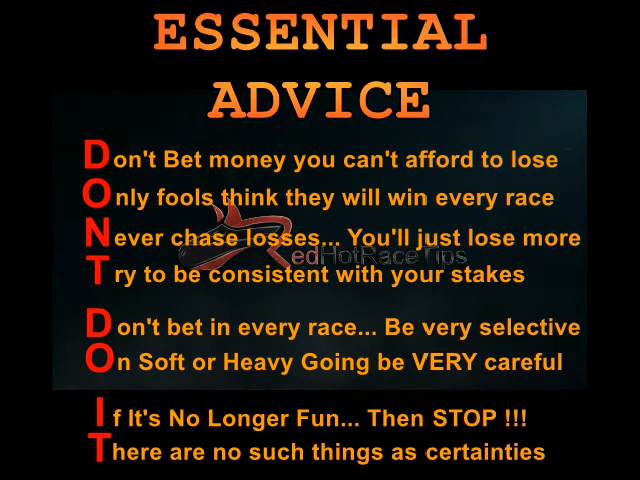 ESSENTIAL
ADVICE
Don't Bet money you can't afford to lose
Only fools think they will win every race
Never chase losses... You'll just lose more
RedHotRace Tips
Try to be consistent with your stakes
Don't bet in every race... Be very selective
On Soft or Heavy Going be VERY careful
If It's No Longer Fun... Then STOP !!!
There are no such things as certainties